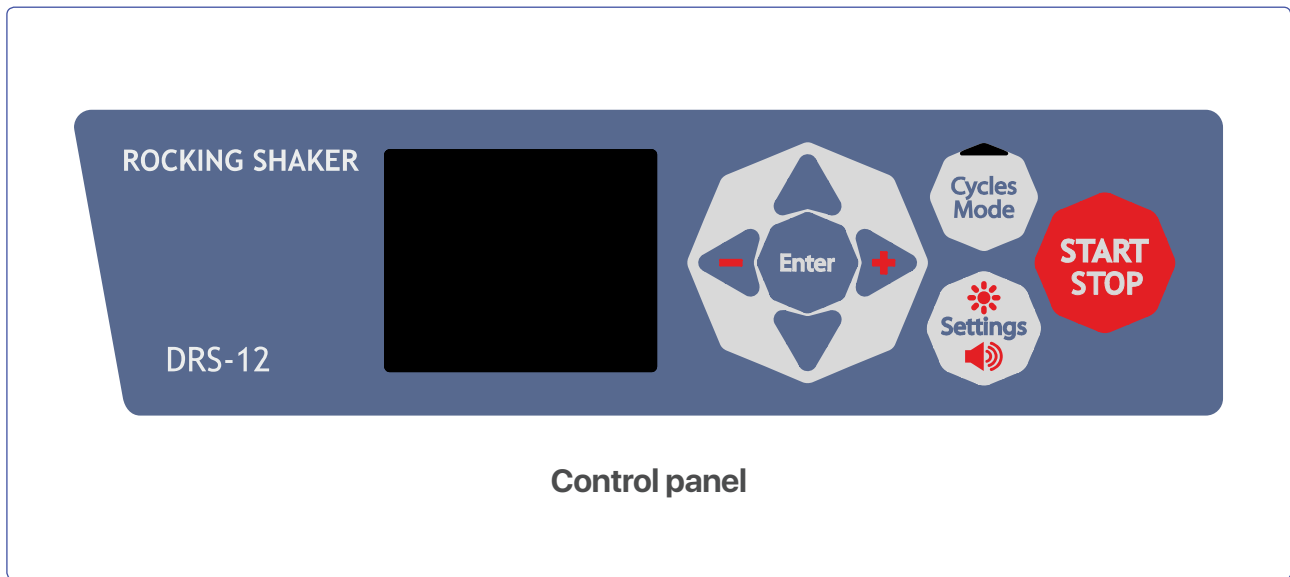 ROCKING SHAKER
DRS-12
−
Enter
+
Cycles
Mode
Settings
START
STOP
Control panel